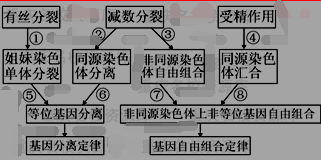 有丝分裂 减数分裂 受精作用
① ② ③ ④
姐妹染色 同源染色 非同源染色 同源染色
单体分裂 体分离 体自由组合 体汇合
⑤ ⑥ ⑦ ⑧
等位基因分离 非同源染色体上非等位基因自由组合
基因分离定律 基因自由组合定律